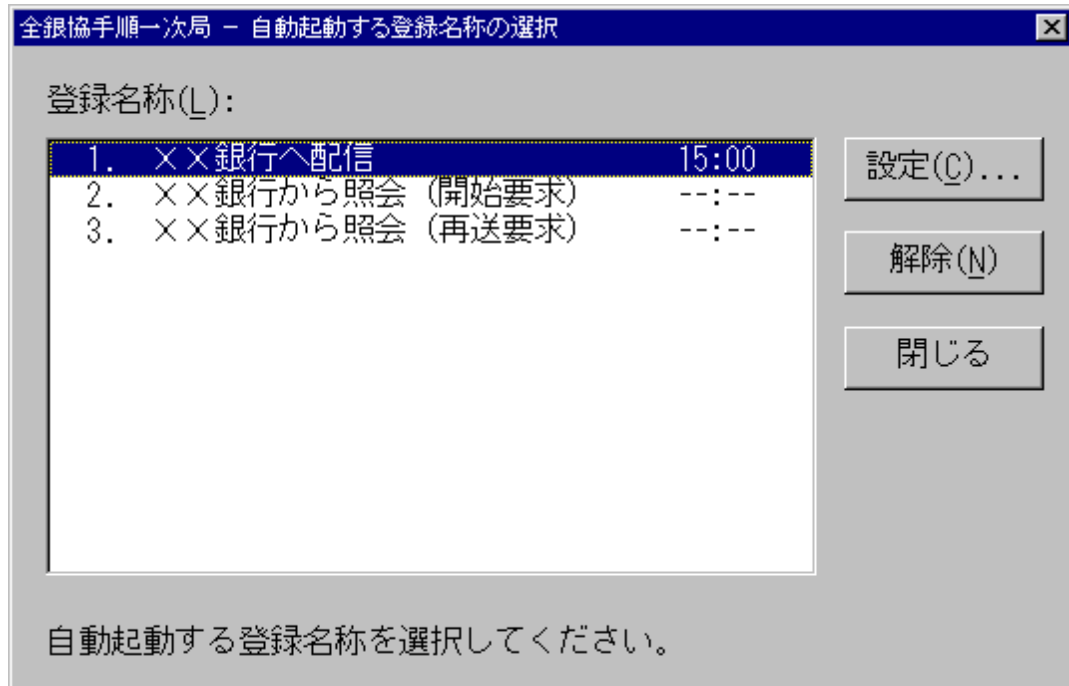 全銀協手順一次局 － 自動起動する登録名称の選択
登録名称(L):
1. ××銀行へ配信 15:00
2. ××銀行から照会（開始要求） --:--
3. ××銀行から照会（再送要求） --:--
設定(C)...
解除(N)
閉じる
自動起動する登録名称を選択してください。